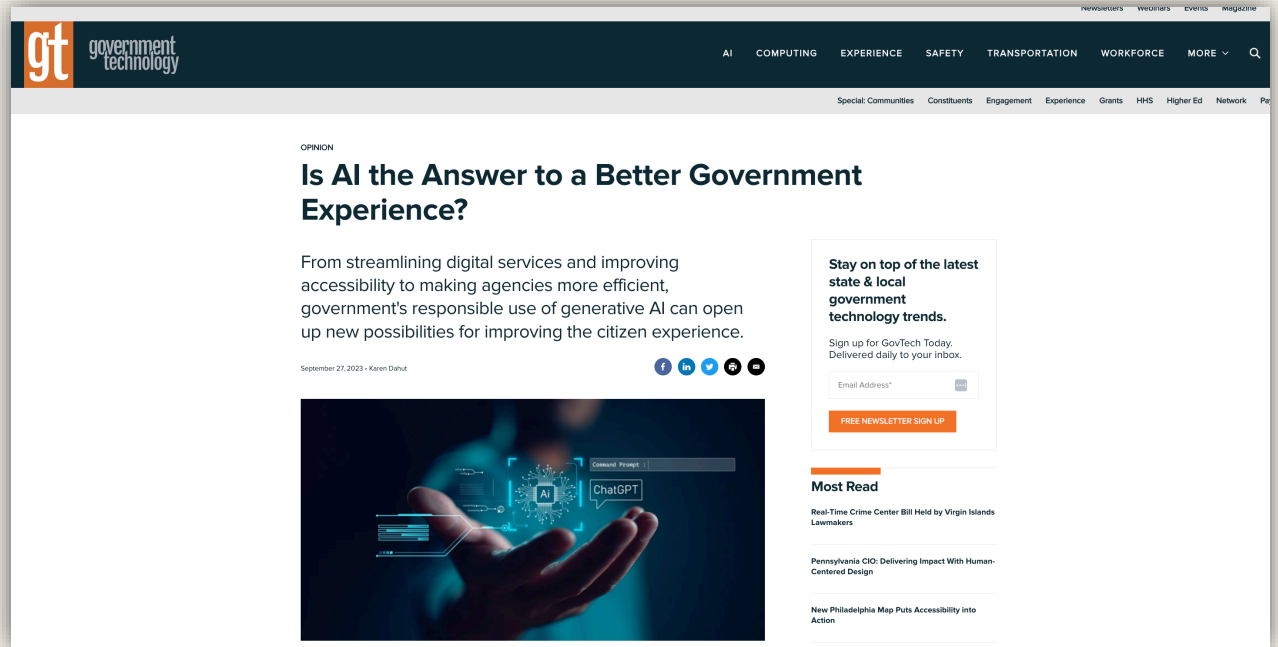 Newsletters Webinars Events Magazine
gt government technology
AI COMPUTING EXPERIENCE SAFETY TRANSPORTATION WORKFORCE MORE
Special: Communities Constituents Engagement Experience Grants HHS Higher Ed Network
OPINION
Is AI the Answer to a Better Government
Experience?
From streamlining digital services and improving
accessibility to making agencies more efficient,
government's responsible use of generative AI can open
up new possibilities for improving the citizen experience.
September 27, 2023 • Karen Dahut
Command Prompt :
Ai
ChatGPT
Stay on top of the latest
state & local
government
technology trends.
Sign up for GovTech Today.
Delivered daily to your inbox.
Email Address*
FREE NEWSLETTER SIGN UP
Most Read
Real-Time Crime Center Bill Held by Virgin Islands
Lawmakers
Pennsylvania CIO: Delivering Impact With Human-
Centered Design
New Philadelphia Map Puts Accessibility into
Action